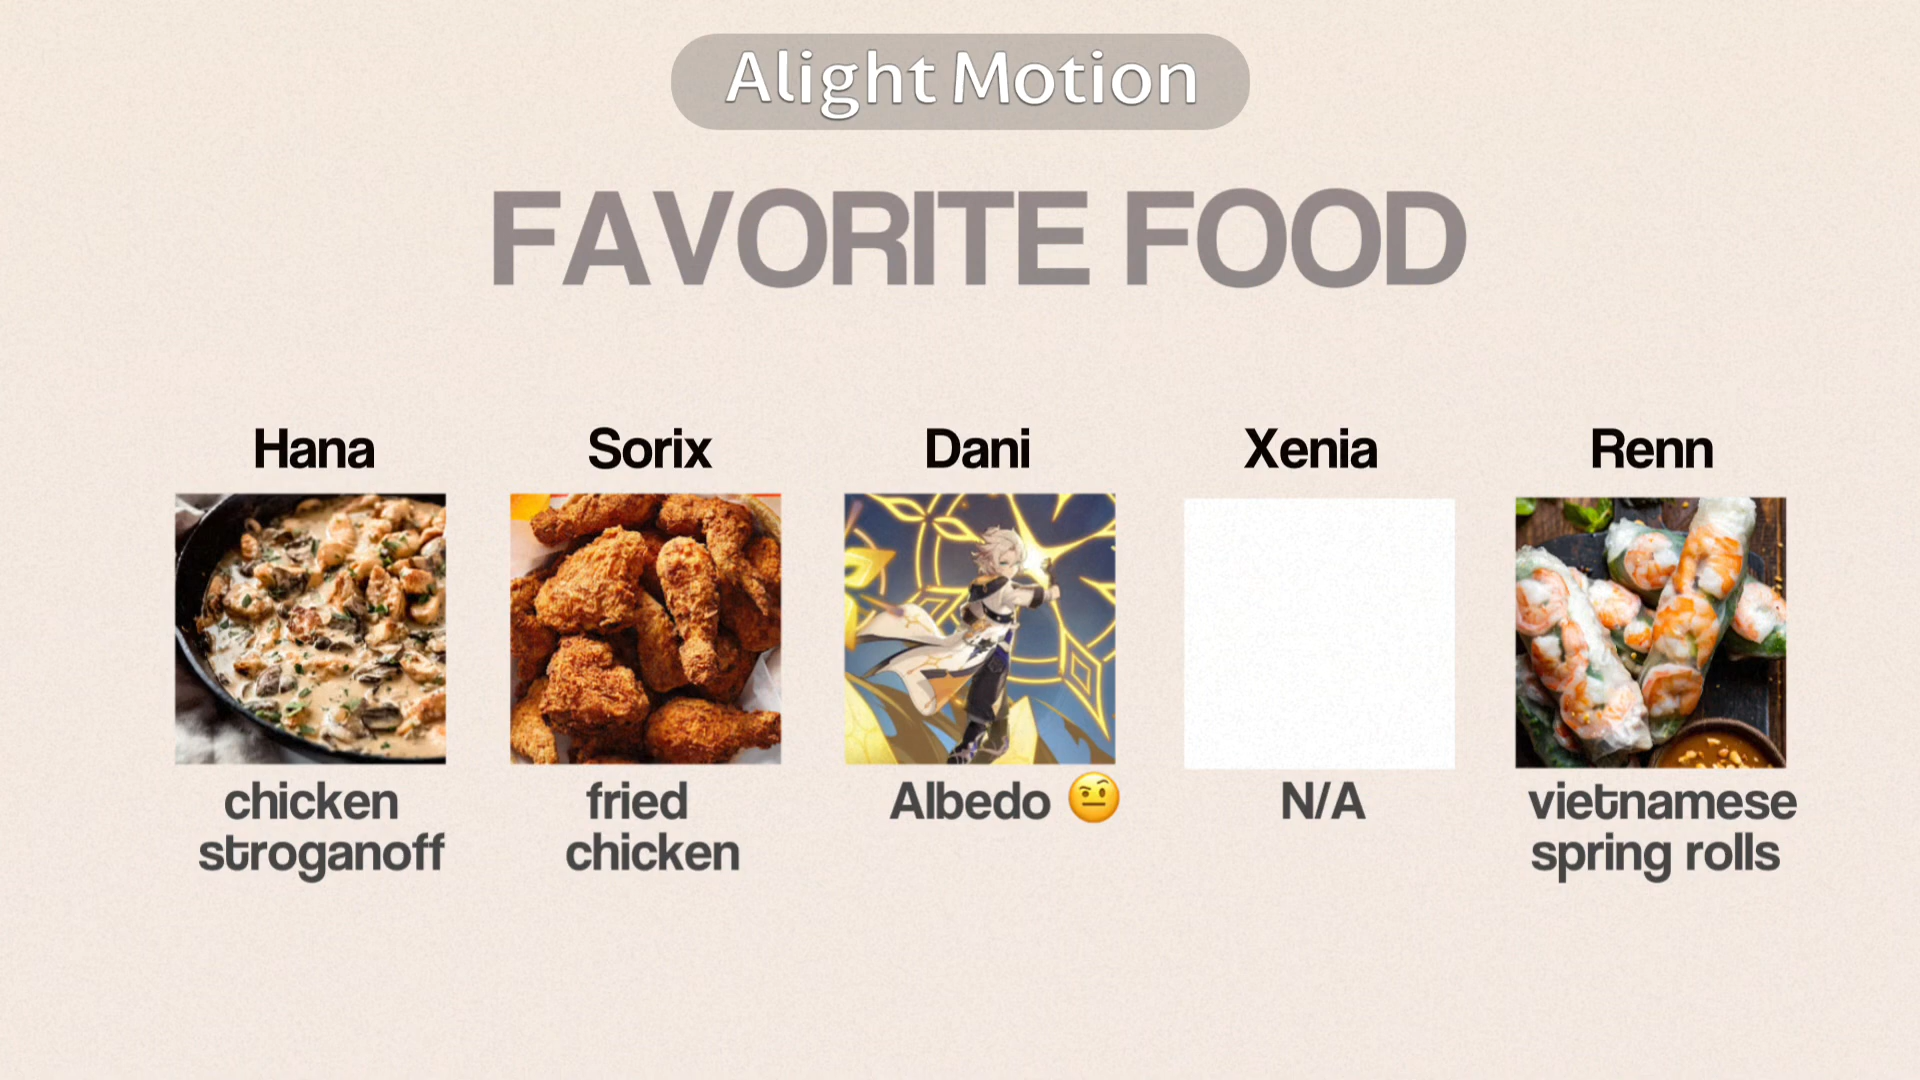 Alight Motion
FAVORITE FOOD
Hana
Sorix
Dani
Xenia
Renn
chicken
stroganoff
fried
chicken
Albedo 🤨
N/A
vietnamese
spring rolls